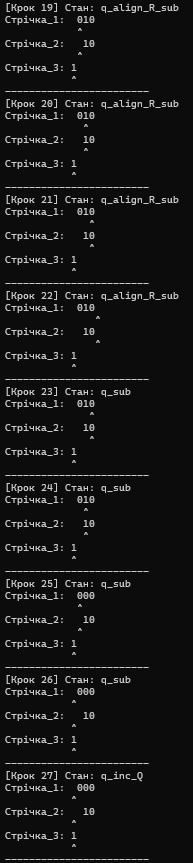 [Крок 19] Стан: q_align_R_sub
Стрічка_1:  010
            ^
Стрічка_2:   10
            ^
Стрічка_3: 1
           ^
------------------------
[Крок 20] Стан: q_align_R_sub
Стрічка_1:  010
             ^
Стрічка_2:   10
             ^
Стрічка_3: 1
           ^
------------------------
[Крок 21] Стан: q_align_R_sub
Стрічка_1:  010
              ^
Стрічка_2:   10
              ^
Стрічка_3: 1
           ^
------------------------
[Крок 22] Стан: q_align_R_sub
Стрічка_1:  010
               ^
Стрічка_2:   10
               ^
Стрічка_3: 1
           ^
------------------------
[Крок 23] Стан: q_sub
Стрічка_1:  010
              ^
Стрічка_2:   10
              ^
Стрічка_3: 1
           ^
------------------------
[Крок 24] Стан: q_sub
Стрічка_1:  010
             ^
Стрічка_2:   10
             ^
Стрічка_3: 1
           ^
------------------------
[Крок 25] Стан: q_sub
Стрічка_1:  000
            ^
Стрічка_2:   10
            ^
Стрічка_3: 1
           ^
------------------------
[Крок 26] Стан: q_sub
Стрічка_1:  000
           ^
Стрічка_2:   10
           ^
Стрічка_3: 1
           ^
------------------------
[Крок 27] Стан: q_inc_Q
Стрічка_1:  000
           ^
Стрічка_2:   10
           ^
Стрічка_3: 1
           ^
------------------------